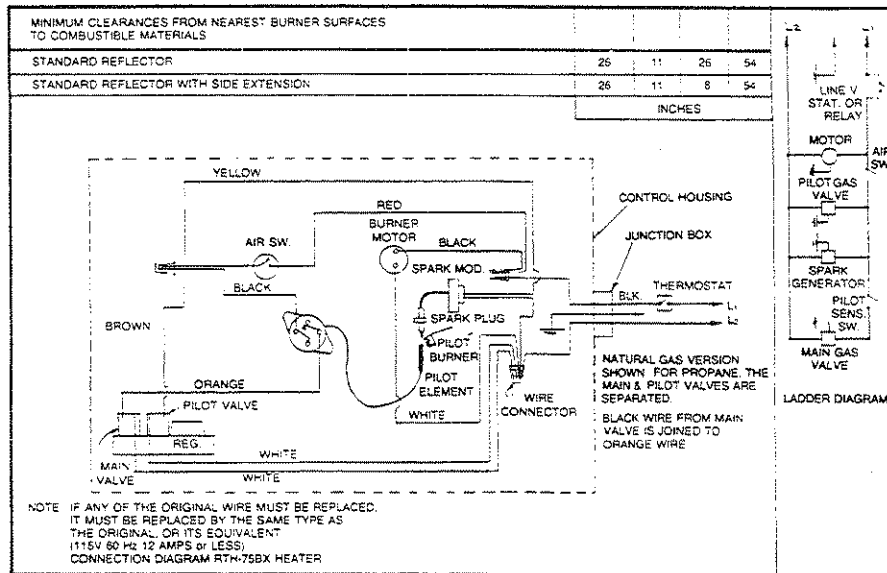 MINIMUM CLEARANCES FROM NEAREST BURNER SURFACES
TO COMBUSTIBLE MATERIALS
STANDARD REFLECTOR 26 11 26 54
STANDARD REFLECTOR WITH SIDE EXTENSION 26 11 8 54
INCHES
YELLOW
RED
CONTROL HOUSING
BURNER
MOTOR
AIR SW.
BLACK
JUNCTION BOX
SPARK MOD.
THERMOSTAT
BLACK
BLK.
L1
L2
SPARK PLUG
BROWN
PILOT
BURNER
NATURAL GAS VERSION
SHOWN FOR PROPANE. THE
MAIN & PILOT VALVES ARE
SEPARATED.
ORANGE
PILOT
ELEMENT
WIRE
CONNECTOR
PILOT VALVE
WHITE
BLACK WIRE FROM MAIN
VALVE IS JOINED TO
ORANGE WIRE
REG.
WHITE
MAIN
VALVE
WHITE
NOTE IF ANY OF THE ORIGINAL WIRE MUST BE REPLACED,
IT MUST BE REPLACED BY THE SAME TYPE AS
THE ORIGINAL, OR ITS EQUIVALENT
(115V 60 Hz 12 AMPS or LESS)
CONNECTION DIAGRAM RTH-75BX HEATER
L2
LINE V
STAT. OR
RELAY
MOTOR
AIR
SW
PILOT GAS
VALVE
SPARK
GENERATOR
PILOT
SENS.
SW.
MAIN GAS
VALVE
LADDER DIAGRAM